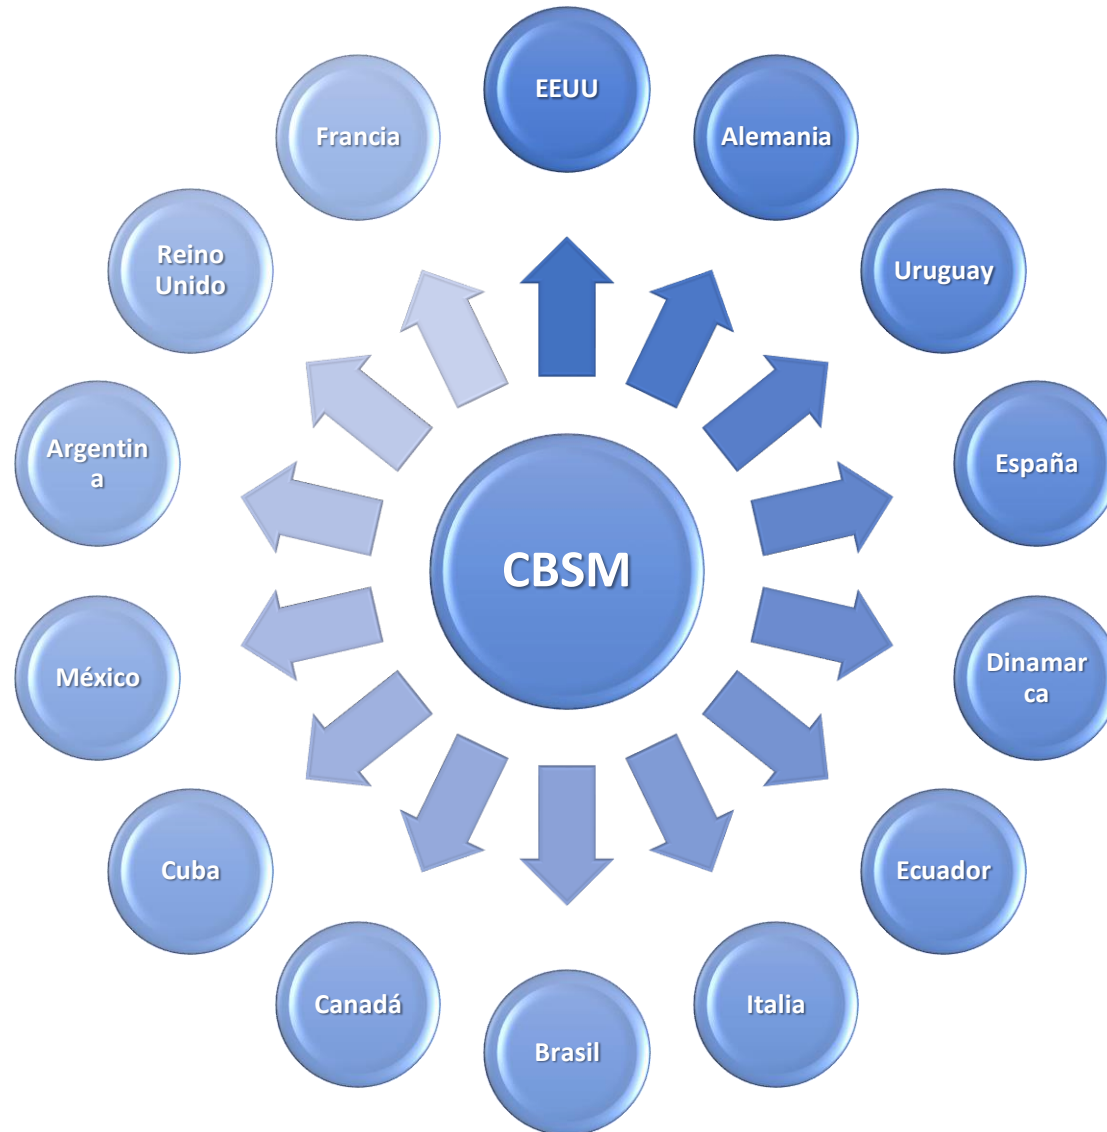 EEUU
Alemania
Uruguay
España
Dinamar
ca
Ecuador
Italia
Brasil
Canadá
Cuba
México
Argentin
a
Reino
Unido
Francia
CBSM